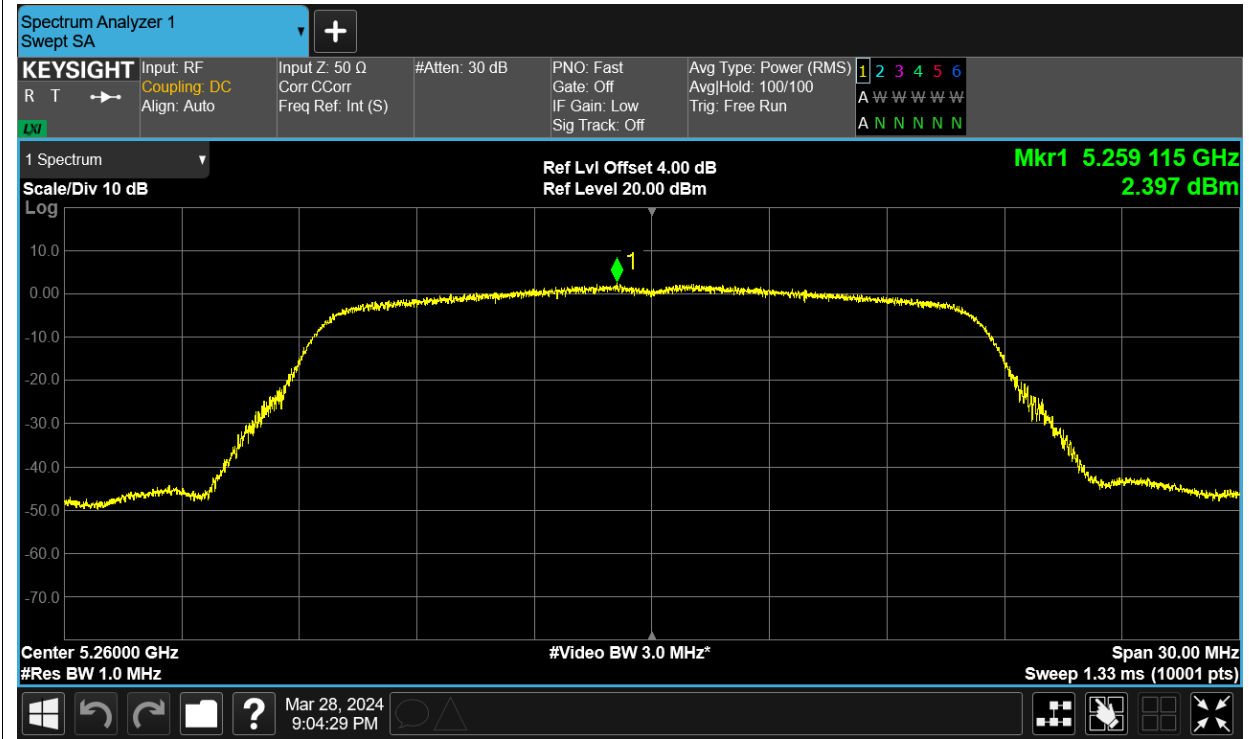 Spectrum Analyzer 1
Swept SA
KEYSIGHT
R T
LXI
Input: RF
Coupling: DC
Align: Auto
Input Z: 50 Ω
Corr CCorr
Freq Ref: Int (S)
#Atten: 30 dB
PNO: Fast
Gate: Off
IF Gain: Low
Sig Track: Off
Avg Type: Power (RMS)
Avg|Hold: 100/100
Trig: Free Run
1 2 3 4 5 6
A W W W W W
A N N N N N
1 Spectrum
Scale/Div 10 dB
Log
Ref Lvl Offset 4.00 dB
Ref Level 20.00 dBm
Mkr1 5.259 115 GHz
2.397 dBm
1
10.0
0.00
-10.0
-20.0
-30.0
-40.0
-50.0
-60.0
-70.0
Center 5.26000 GHz
#Res BW 1.0 MHz
#Video BW 3.0 MHz*
Span 30.00 MHz
Sweep 1.33 ms (10001 pts)
?
Mar 28, 2024
9:04:29 PM